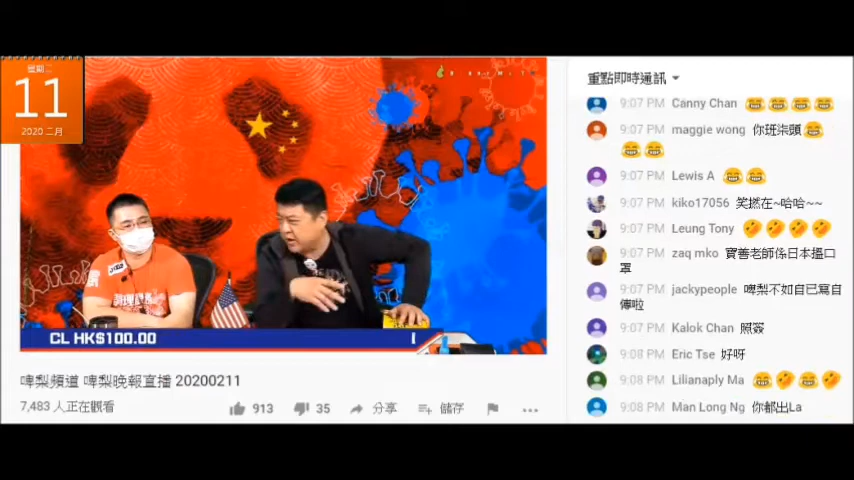 星期二
11
2020 二月
CL HK$100.00
啤梨頻道 啤梨晚報直播 20200211
7,483 人正在觀看
913
35
分享
儲存
重點即時通訊
9:07 PM Canny Chan 😂😂😂😂
9:07 PM maggie wong 你班柒頭😂
😂😂
9:07 PM Lewis A 😂😂
9:07 PM kiko17056 笑撚在~哈哈~~
9:07 PM Leung Tony 🤣🤣🤣🤣
9:07 PM zaq mko 寶善老師係日本搵口
罩
9:07 PM jackypeople 啤梨不如自已寫自
傳啦
9:07 PM Kalok Chan 照簽
9:08 PM Eric Tse 好呀
9:08 PM Lilianaply Ma 😂🤣😂🤣
9:08 PM Man Long Ng 你都出La